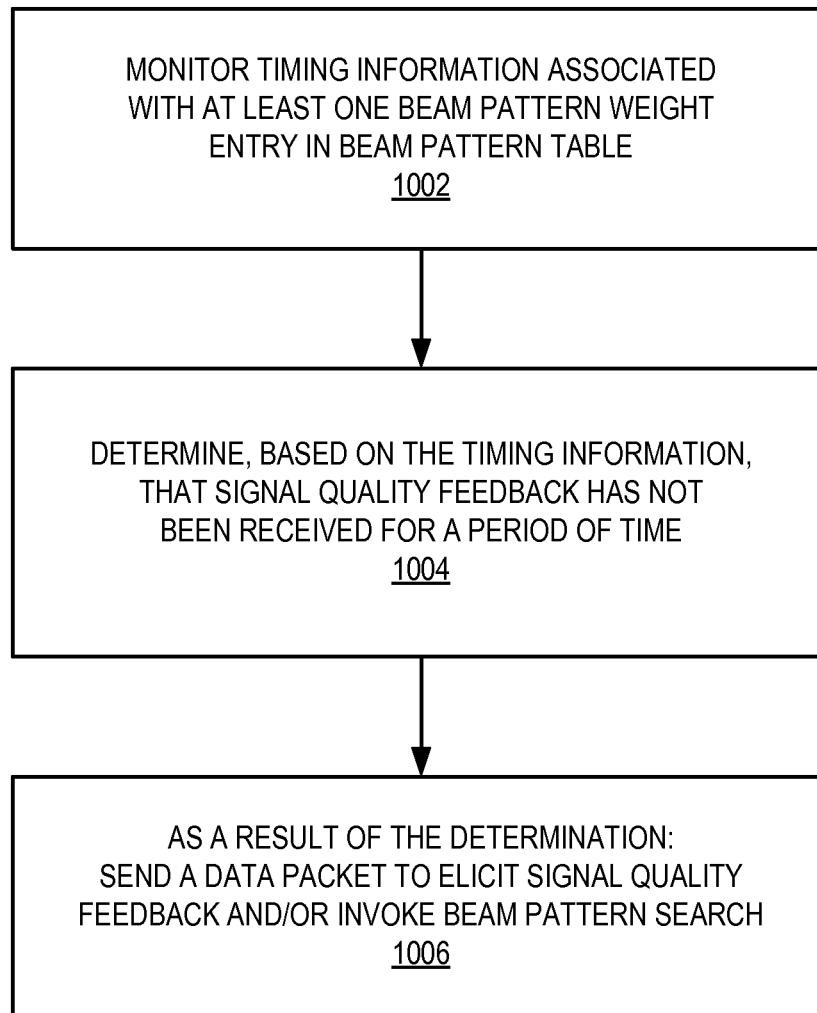 MONITOR TIMING INFORMATION ASSOCIATED
WITH AT LEAST ONE BEAM PATTERN WEIGHT
ENTRY IN BEAM PATTERN TABLE
1002
DETERMINE, BASED ON THE TIMING INFORMATION,
THAT SIGNAL QUALITY FEEDBACK HAS NOT
BEEN RECEIVED FOR A PERIOD OF TIME
1004
AS A RESULT OF THE DETERMINATION:
SEND A DATA PACKET TO ELICIT SIGNAL QUALITY
FEEDBACK AND/OR INVOKE BEAM PATTERN SEARCH
1006